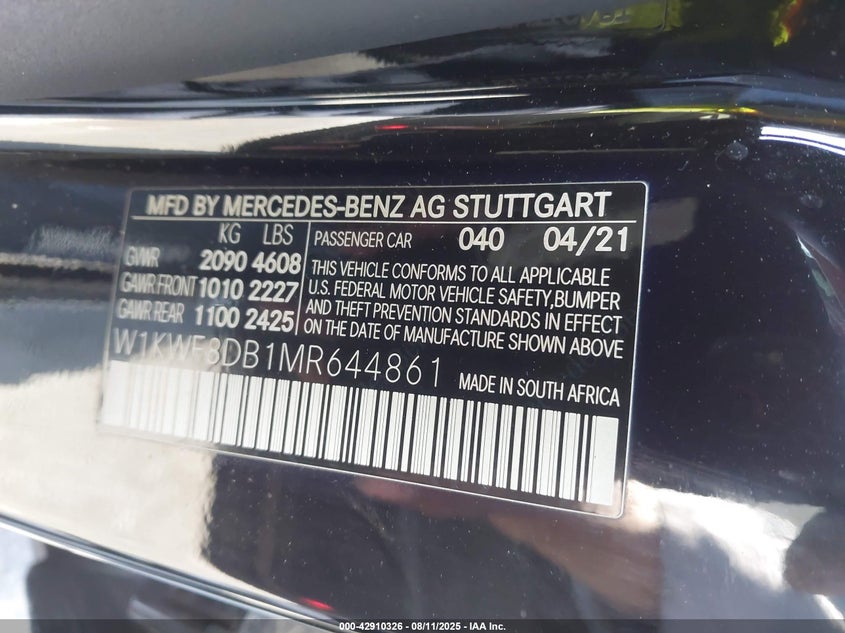 MFD BY MERCEDES-BENZ AG STUTTGART
KG LBS
GVWR 2090 4608
GAWR FRONT 1010 2227
GAWR REAR 1100 2425
PASSENGER CAR 040 04/21
THIS VEHICLE CONFORMS TO ALL APPLICABLE
U.S. FEDERAL MOTOR VEHICLE SAFETY,BUMPER
AND THEFT PREVENTION STANDARDS IN EFFECT
ON THE DATE OF MANUFACTURE SHOWN ABOVE
W1KWF8DB1MR644861
MADE IN SOUTH AFRICA
000-42910326 - 08/11/2025 - IAA Inc.